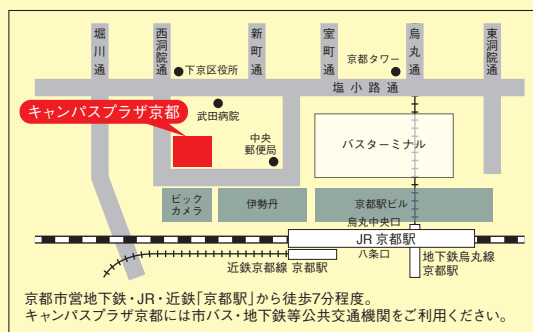 堀川通
西洞院通
新町通
室町通
烏丸通
東洞院通
下京区役所
京都タワー
塩小路通
武田病院
キャンパスプラザ京都
中央
郵便局
バスターミナル
ビック
カメラ
伊勢丹
京都駅ビル
烏丸中央口
JR 京都駅
八条口
近鉄京都線 京都駅
地下鉄烏丸線
京都駅
京都市営地下鉄・JR・近鉄「京都駅」から徒歩7分程度。
キャンパスプラザ京都には市バス・地下鉄等公共交通機関をご利用ください。